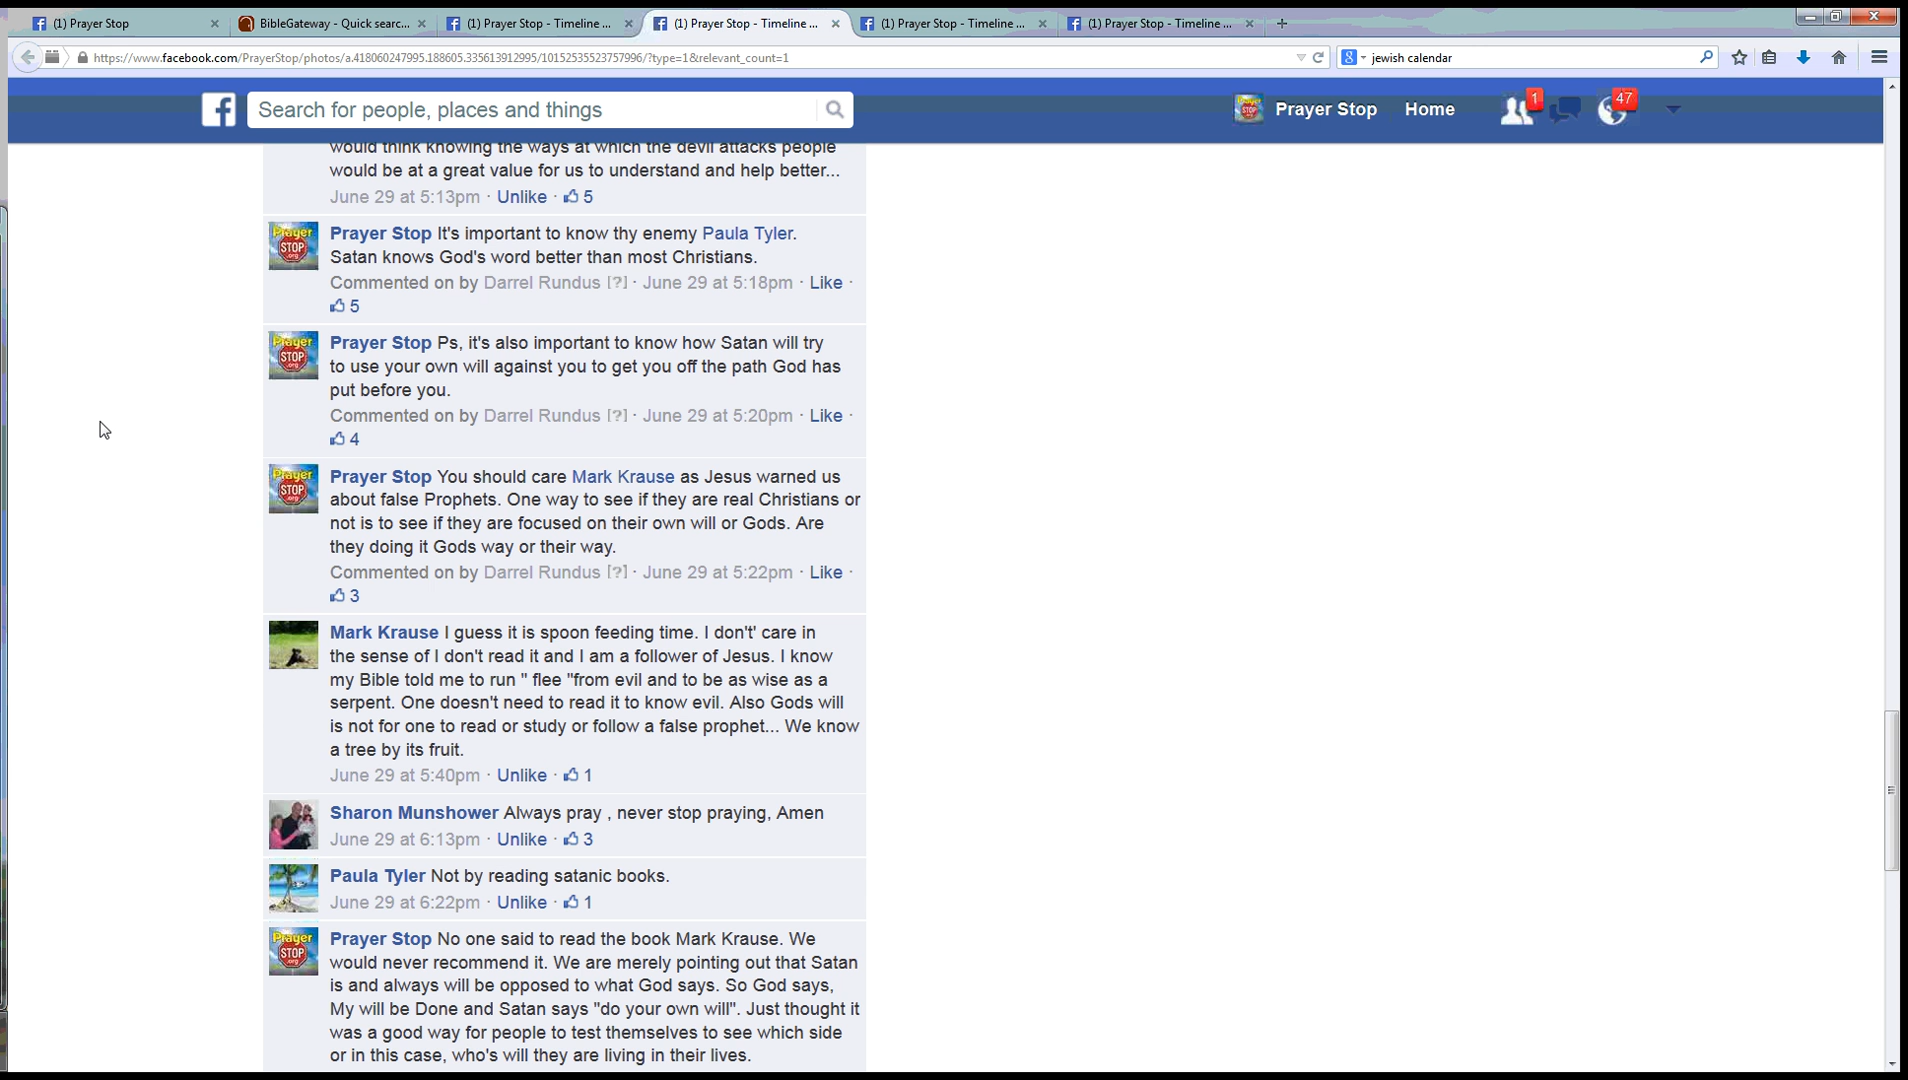 (1) Prayer Stop
BibleGateway - Quick searc...
(1) Prayer Stop - Timeline ...
(1) Prayer Stop - Timeline ...
(1) Prayer Stop - Timeline ...
(1) Prayer Stop - Timeline ...
https://www.facebook.com/PrayerStop/photos/a.418060247995.188605.335613912995/10152535523757996/?type=1&relevant_count=1
jewish calendar
Search for people, places and things
Prayer Stop
Home
1
47
would think knowing the ways at which the devil attacks people
would be at a great value for us to understand and help better...
June 29 at 5:13pm · Unlike · 5
Prayer Stop It's important to know thy enemy Paula Tyler.
Satan knows God's word better than most Christians.
Commented on by Darrel Rundus [?] · June 29 at 5:18pm · Like ·
5
Prayer Stop Ps, it's also important to know how Satan will try
to use your own will against you to get you off the path God has
put before you.
Commented on by Darrel Rundus [?] · June 29 at 5:20pm · Like ·
4
Prayer Stop You should care Mark Krause as Jesus warned us
about false Prophets. One way to see if they are real Christians or
not is to see if they are focused on their own will or Gods. Are
they doing it Gods way or their way.
Commented on by Darrel Rundus [?] · June 29 at 5:22pm · Like ·
3
Mark Krause I guess it is spoon feeding time. I don't' care in
the sense of I don't read it and I am a follower of Jesus. I know
my Bible told me to run " flee "from evil and to be as wise as a
serpent. One doesn't need to read it to know evil. Also Gods will
is not for one to read or study or follow a false prophet... We know
a tree by its fruit.
June 29 at 5:40pm · Unlike · 1
Sharon Munshower Always pray , never stop praying, Amen
June 29 at 6:13pm · Unlike · 3
Paula Tyler Not by reading satanic books.
June 29 at 6:22pm · Unlike · 1
Prayer Stop No one said to read the book Mark Krause. We
would never recommend it. We are merely pointing out that Satan
is and always will be opposed to what God says. So God says,
My will be Done and Satan says "do your own will". Just thought it
was a good way for people to test themselves to see which side
or in this case, who's will they are living in their lives.